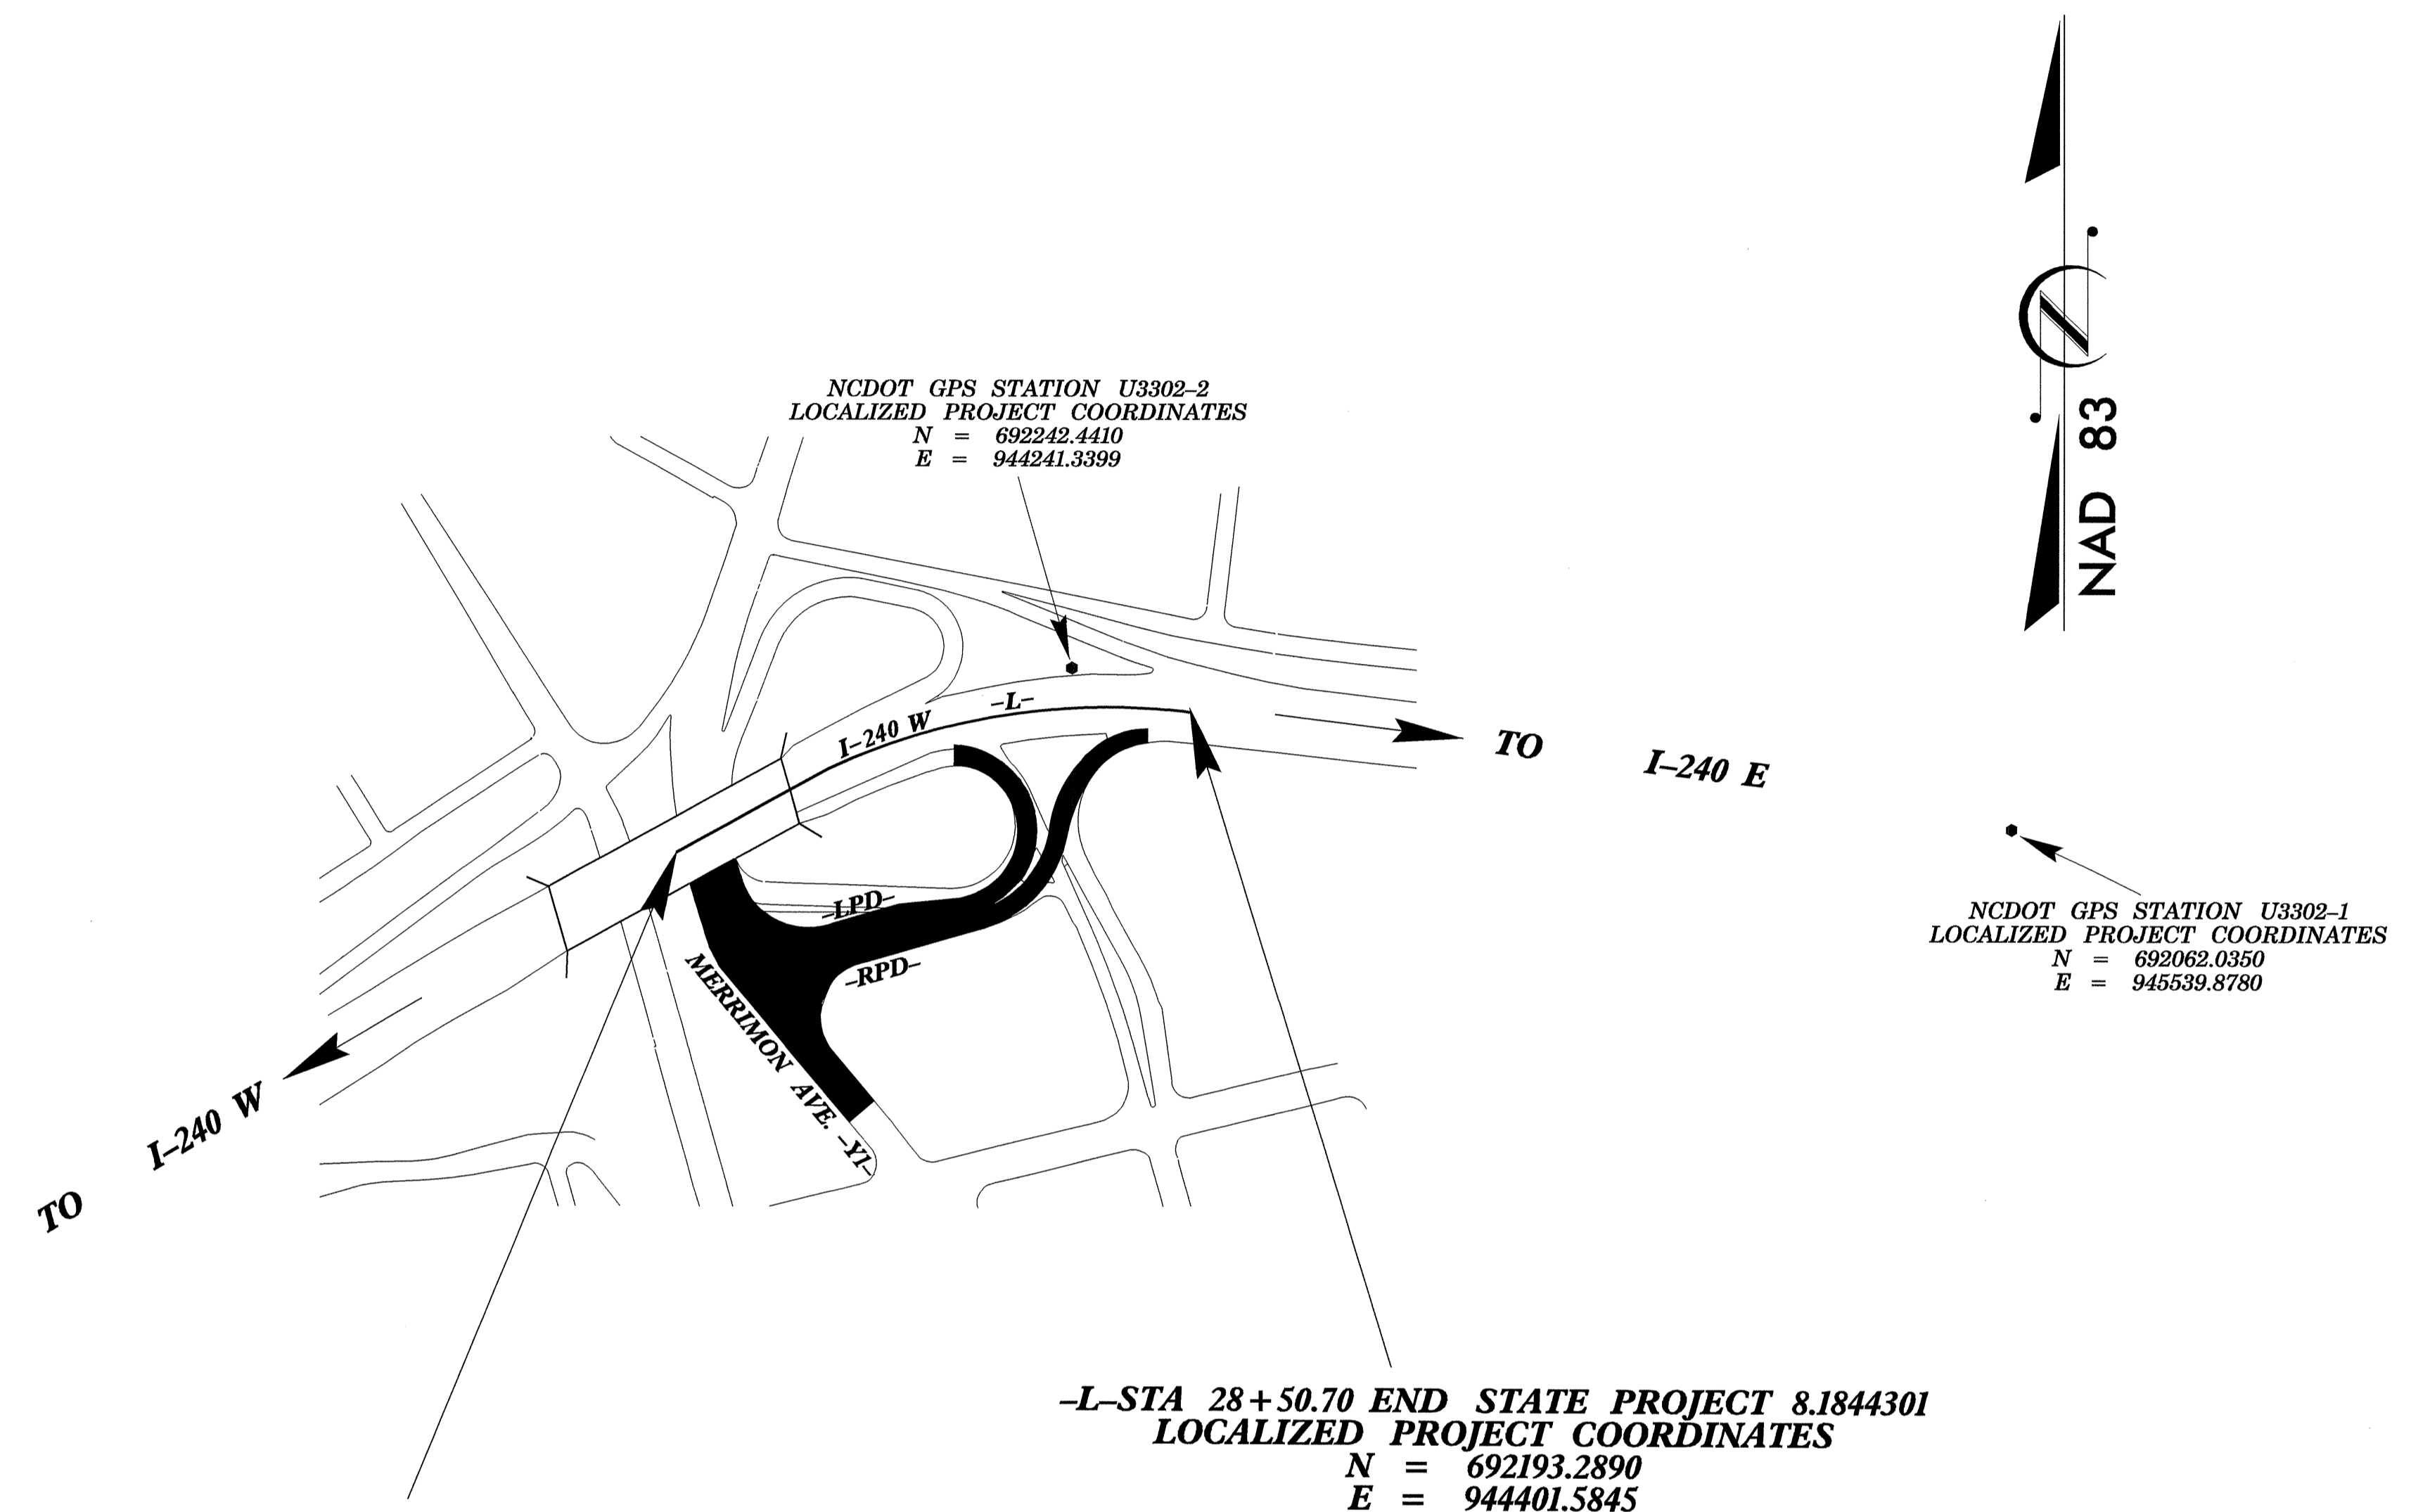 NCDOT GPS STATION U3302–2
LOCALIZED PROJECT COORDINATES
N = 692242.4410
E = 944241.3399
N
NAD 83
–L–
I–240 W
TO I–240 E
NCDOT GPS STATION U3302–1
LOCALIZED PROJECT COORDINATES
N = 692062.0350
E = 945539.8780
–LPD–
–RPD–
MERRIMON AVE. –Y1–
TO I–240 W
–L–STA 28+50.70 END STATE PROJECT 8.1844301
LOCALIZED PROJECT COORDINATES
N = 692193.2890
E = 944401.5845